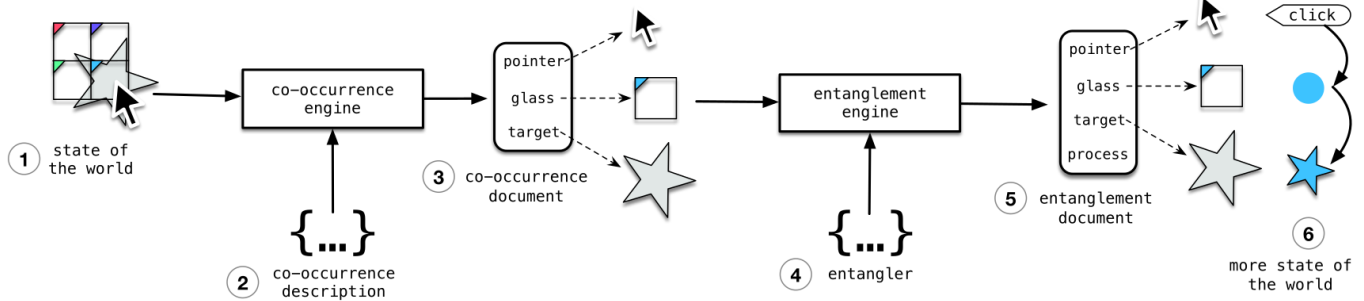 1
state of
the world
co-occurrence
engine
{...}
2
co-occurrence
description
pointer
glass
target
3
co-occurrence
document
entanglement
engine
{...}
4
entangler
pointer
glass
target
process
5
entanglement
document
click
6
more state of
the world